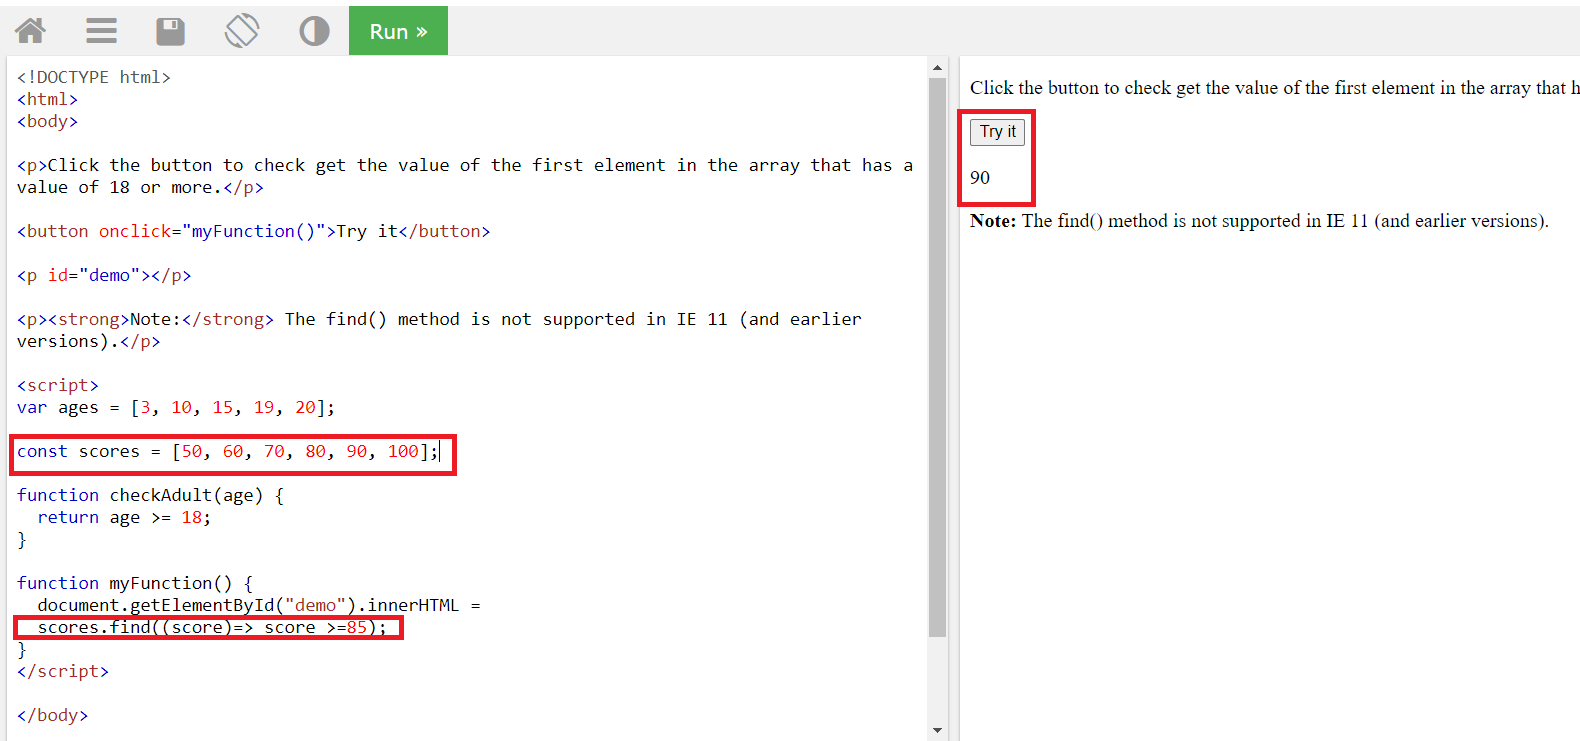 Run »
<!DOCTYPE html>
<html>
<body>
<p>Click the button to check get the value of the first element in the array that has a
value of 18 or more.</p>
<button onclick="myFunction()">Try it</button>
<p id="demo"></p>
<p><strong>Note:</strong> The find() method is not supported in IE 11 (and earlier
versions).</p>
<script>
var ages = [3, 10, 15, 19, 20];
const scores = [50, 60, 70, 80, 90, 100];
function checkAdult(age) {
  return age >= 18;
}
function myFunction() {
  document.getElementById("demo").innerHTML =
  scores.find((score)=> score >=85);
}
</script>
</body>
Click the button to check get the value of the first element in the array that h
Try it
90
Note: The find() method is not supported in IE 11 (and earlier versions).